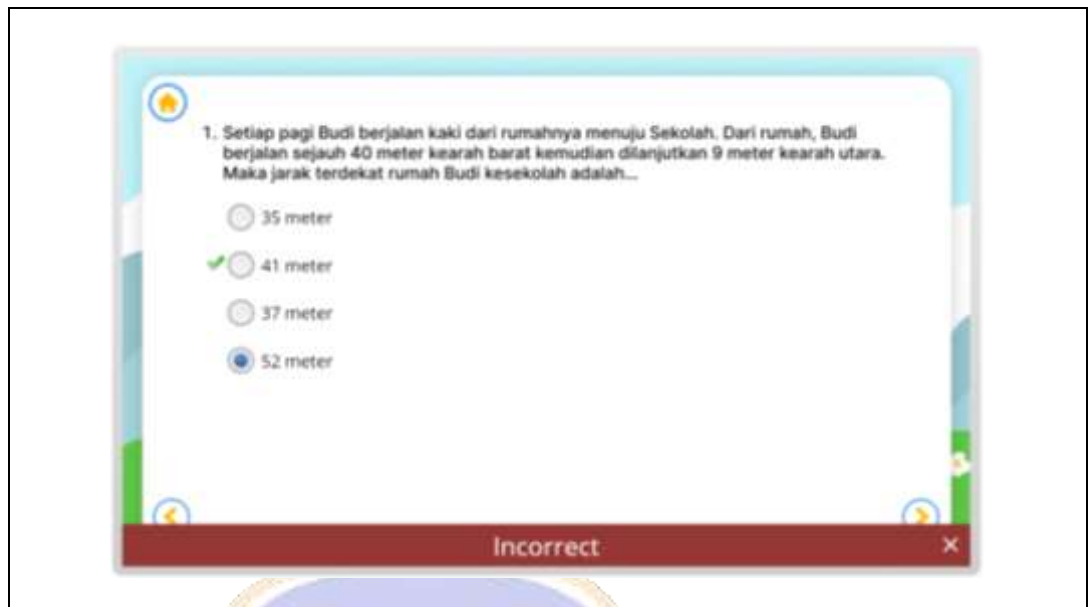 1. Setiap pagi Budi berjalan kaki dari rumahnya menuju Sekolah. Dari rumah, Budi
berjalan sejauh 40 meter kearah barat kemudian dilanjutkan 9 meter kearah utara.
Maka jarak terdekat rumah Budi kesekolah adalah...
35 meter
41 meter
37 meter
52 meter
Incorrect